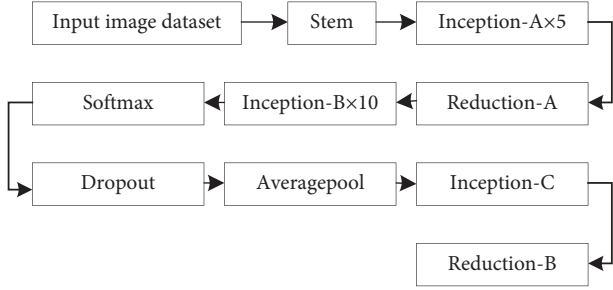 Input image dataset
Stem
Inception-A×5
Softmax
Inception-B×10
Reduction-A
Dropout
Averagepool
Inception-C
Reduction-B